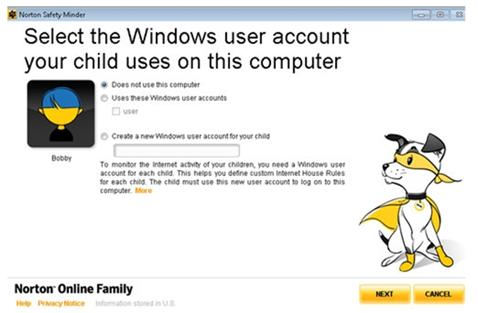 Norton Safety Minder
Select the Windows user account
your child uses on this computer
Does not use this computer
Uses these Windows user accounts
user
Create a new Windows user account for your child
Bobby
To monitor the Internet activity of your children, you need a Windows user
account for each child. This helps you define custom Internet House Rules
for each child. The child must use this new user account to log on to this
computer. More
Norton Online Family
Help Privacy Notice Information stored in U.S.
NEXT CANCEL